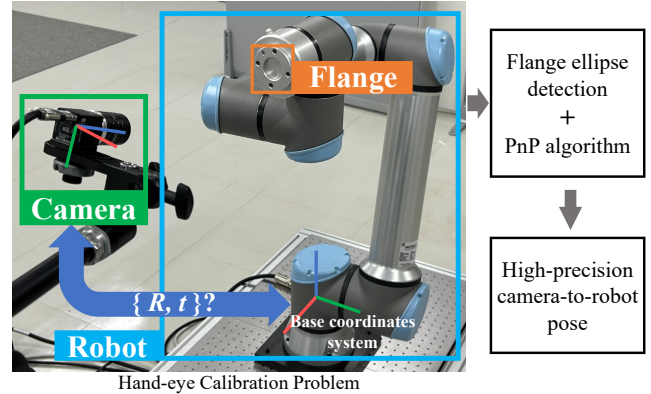 Flange
Camera
{ R, t }?
Base coordinates
system
Robot
Hand-eye Calibration Problem
Flange ellipse
detection
+
PnP algorithm
High-precision
camera-to-robot
pose